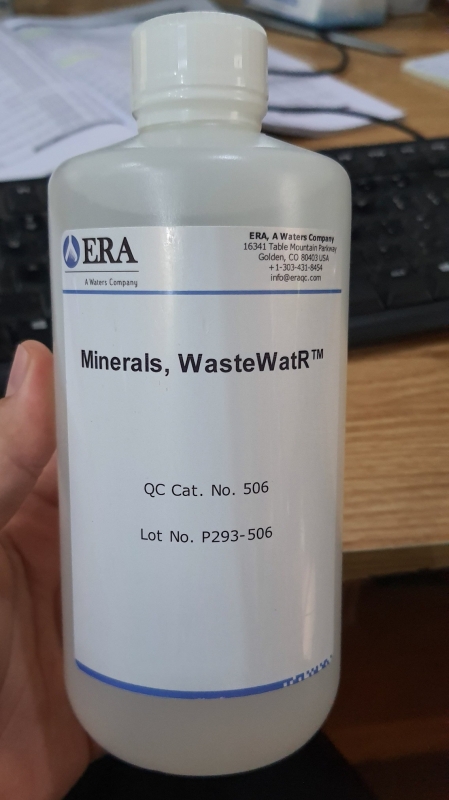 ERA
A Waters Company
ERA, A Waters Company
16341 Table Mountain Parkway
Golden, CO 80403 USA
+1-303-431-8454
info@eraqc.com
Minerals, WasteWatR™
QC Cat. No. 506
Lot No. P293-506